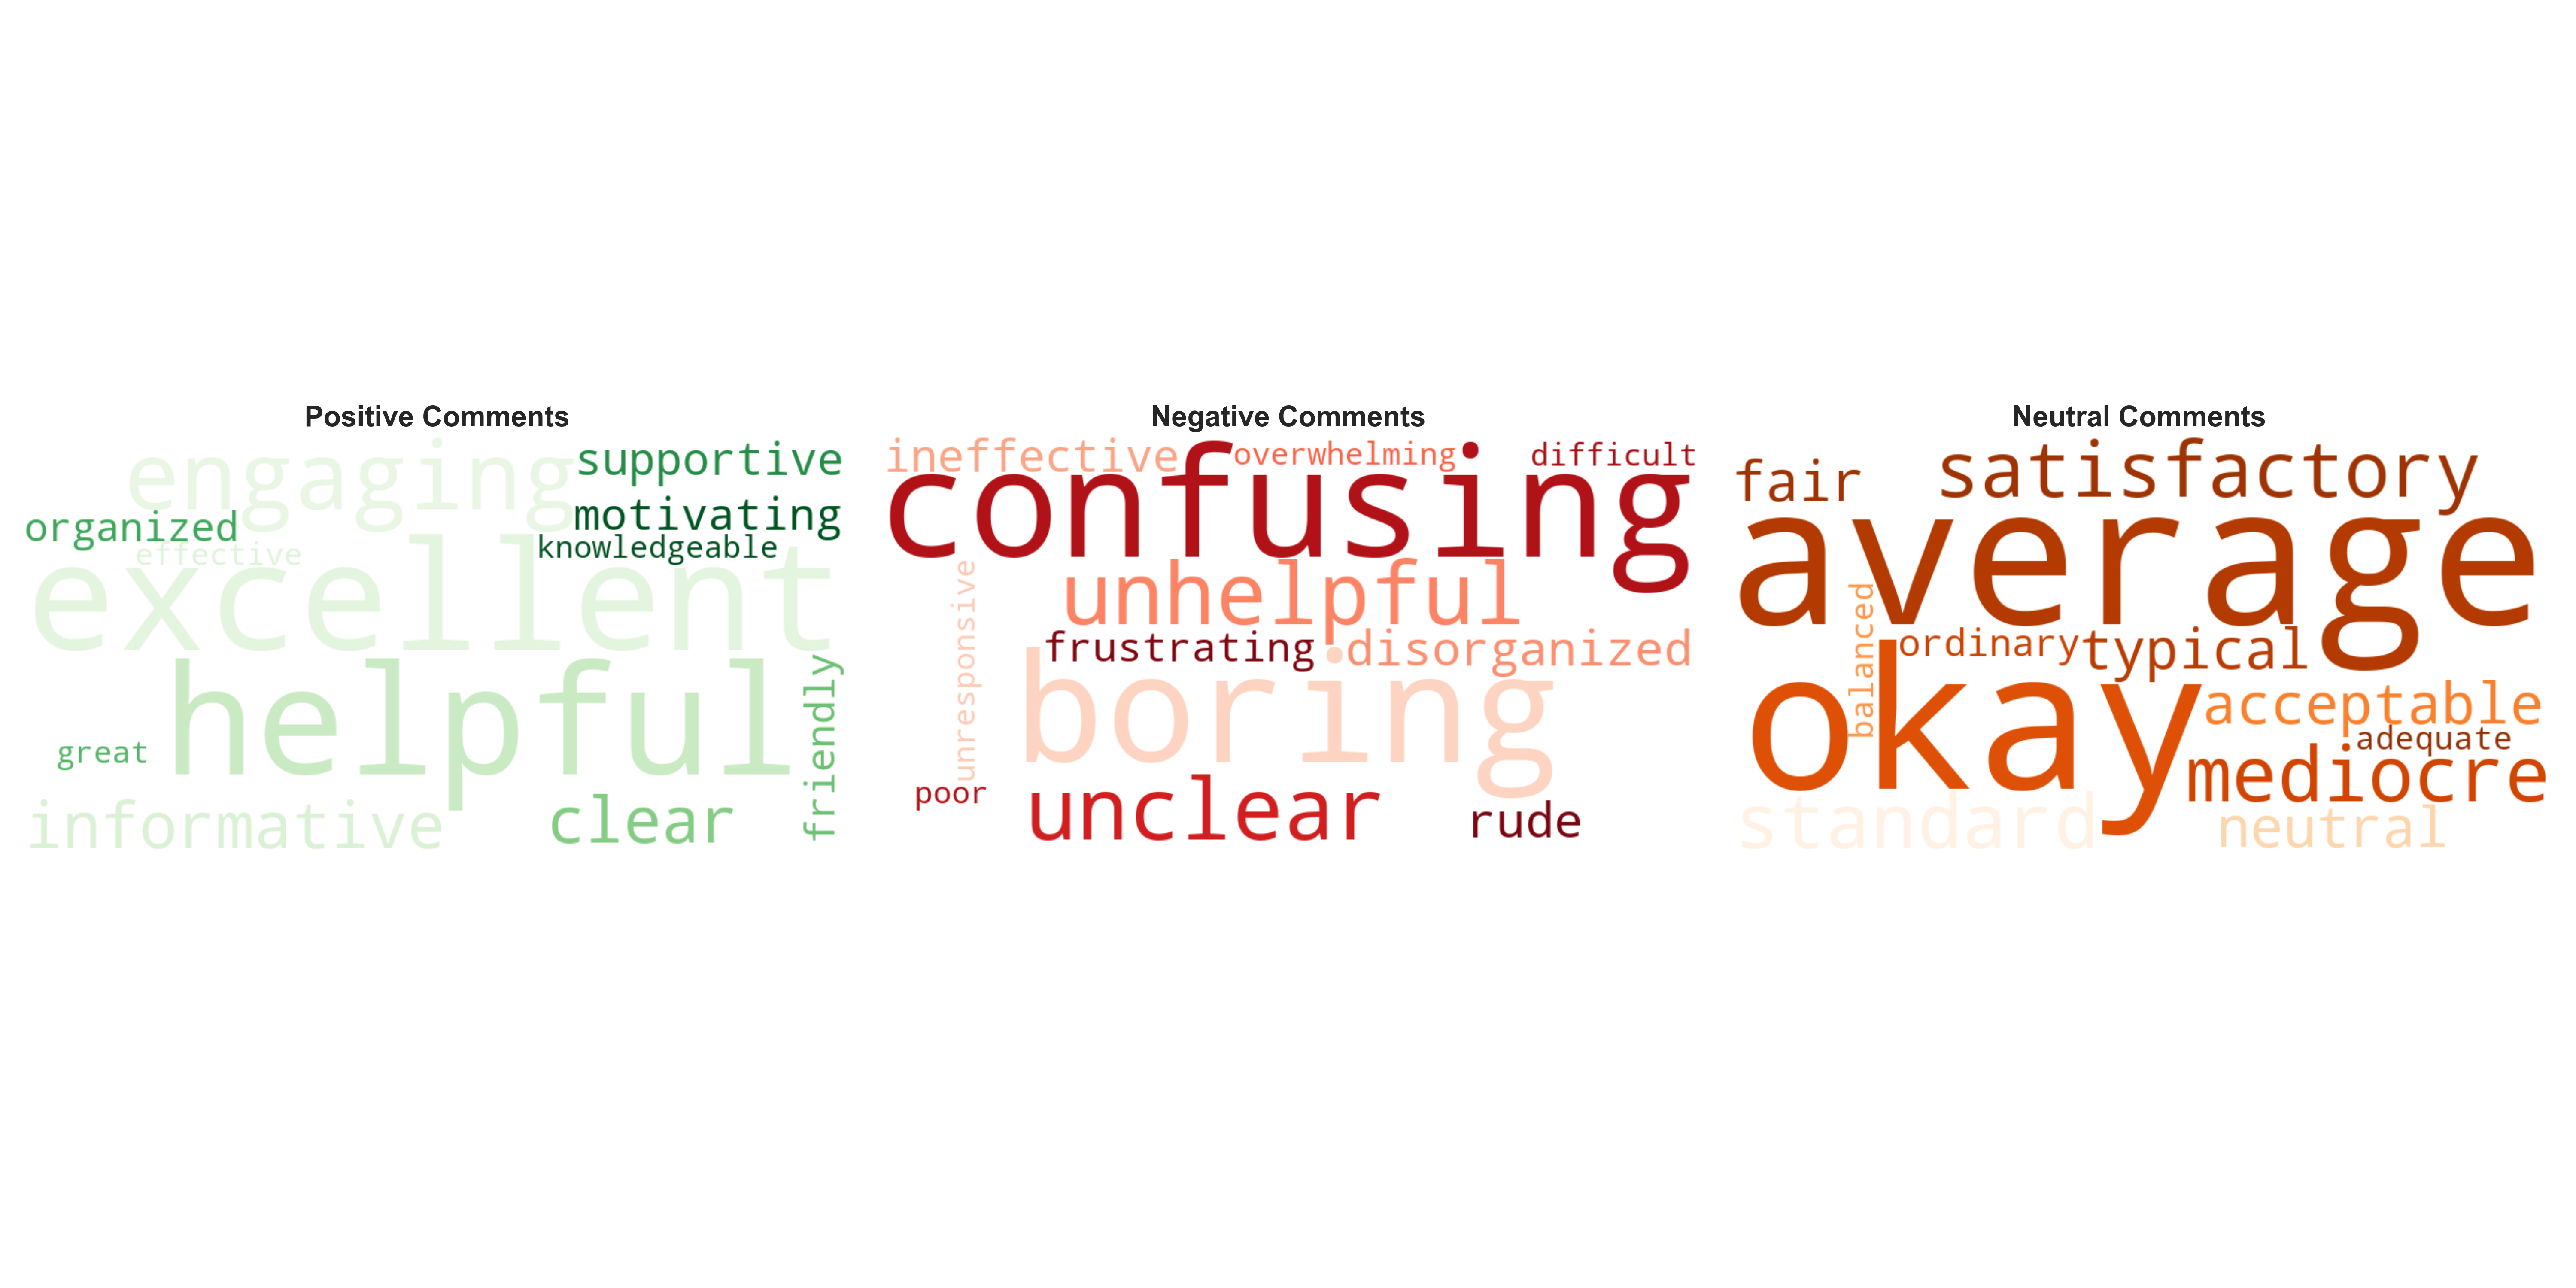 Positive Comments
engaging
supportive
organized
motivating
effective
knowledgeable
excellent
helpful
friendly
great
informative
clear
Negative Comments
ineffective
overwhelming
difficult
confusing
unresponsive
unhelpful
frustrating
disorganized
boring
poor
unclear
rude
Neutral Comments
fair
satisfactory
average
balanced
ordinary
typical
okay
acceptable
adequate
mediocre
standard
neutral